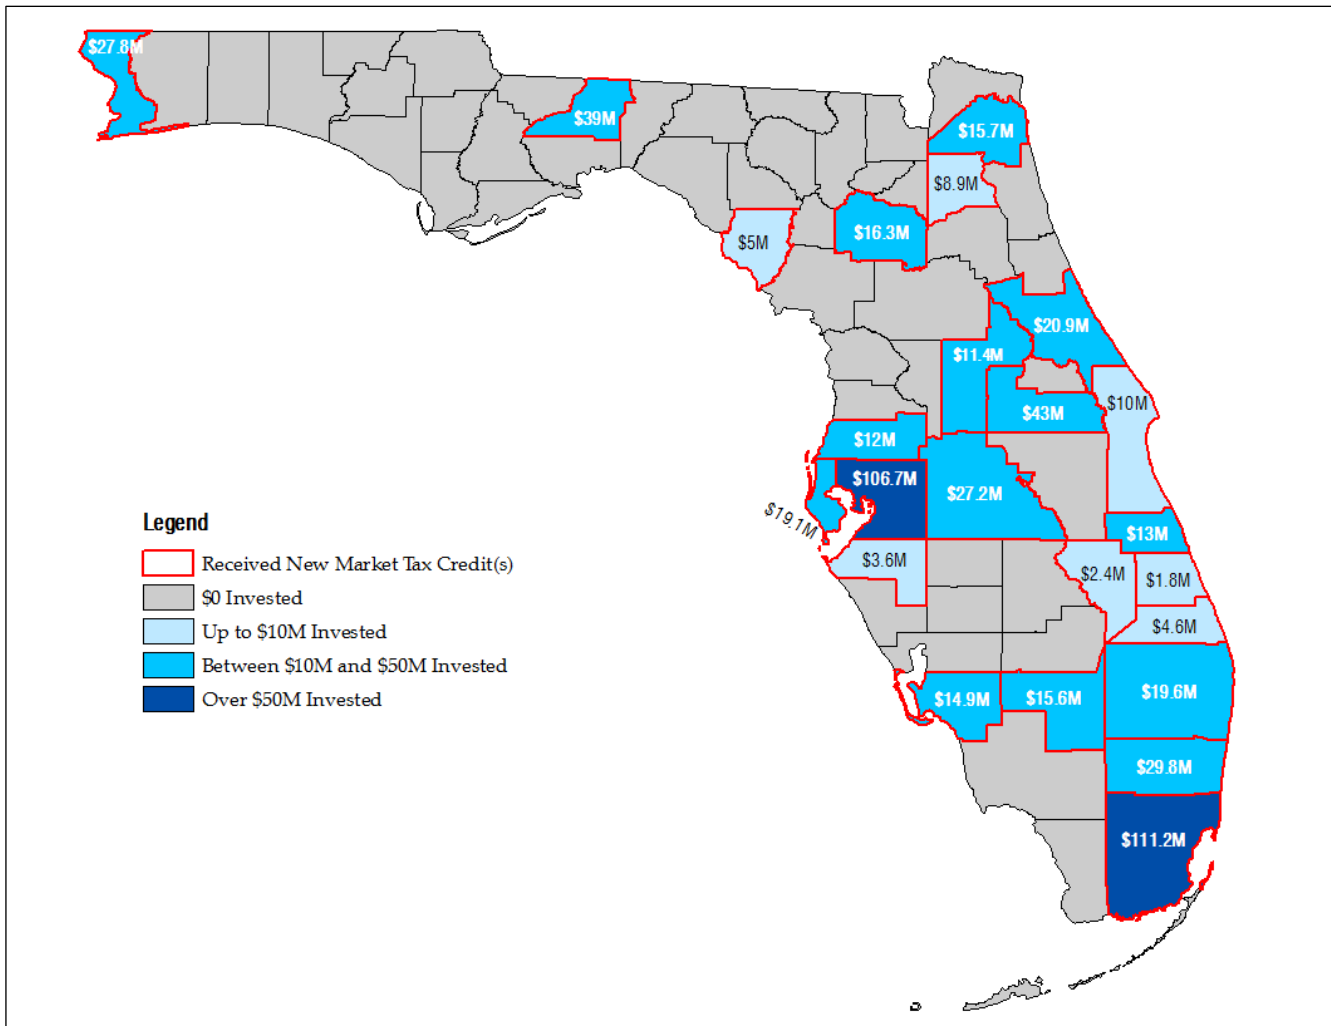 $27.8M
$39M
$15.7M
$8.9M
$16.3M
$5M
$20.9M
$11.4M
$10M
$43M
$12M
$106.7M
$27.2M
$19.1M
$13M
$3.6M
$2.4M
$1.8M
$4.6M
$14.9M
$15.6M
$19.6M
$29.8M
$111.2M
Legend
Received New Market Tax Credit(s)
$0 Invested
Up to $10M Invested
Between $10M and $50M Invested
Over $50M Invested